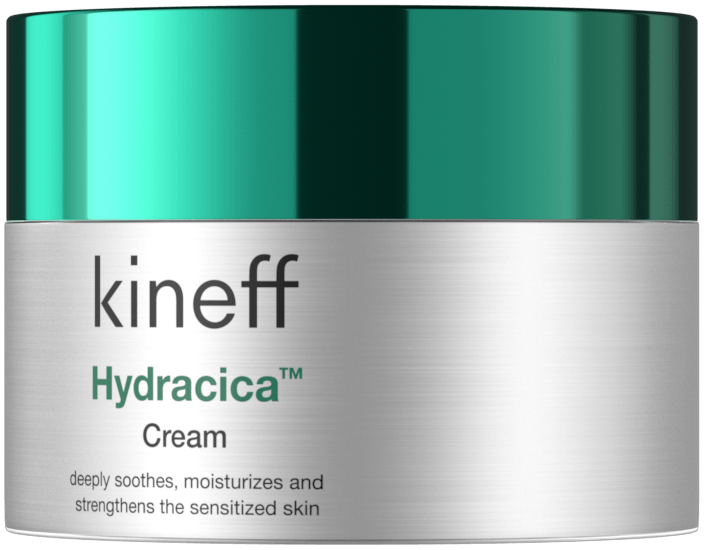 kineff
Hydracica™
Cream
deeply soothes, moisturizes and
strengthens the sensitized skin